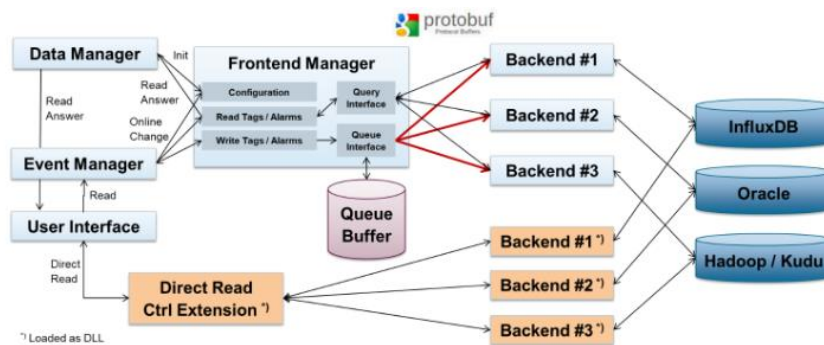 protobuf
Protocol Buffers
Data Manager
Init
Frontend Manager
Backend #1
Read
Answer
Configuration
Query
Interface
Read
Answer
Read Tags / Alarms
Backend #2
InfluxDB
Online
Change
Write Tags / Alarms
Queue
Interface
Event Manager
Backend #3
Oracle
Read
Queue
Buffer
User Interface
Backend #1 *)
Hadoop / Kudu
Direct
Read
Direct Read
Ctrl Extension *)
Backend #2 *)
Backend #3 *)
*) Loaded as DLL